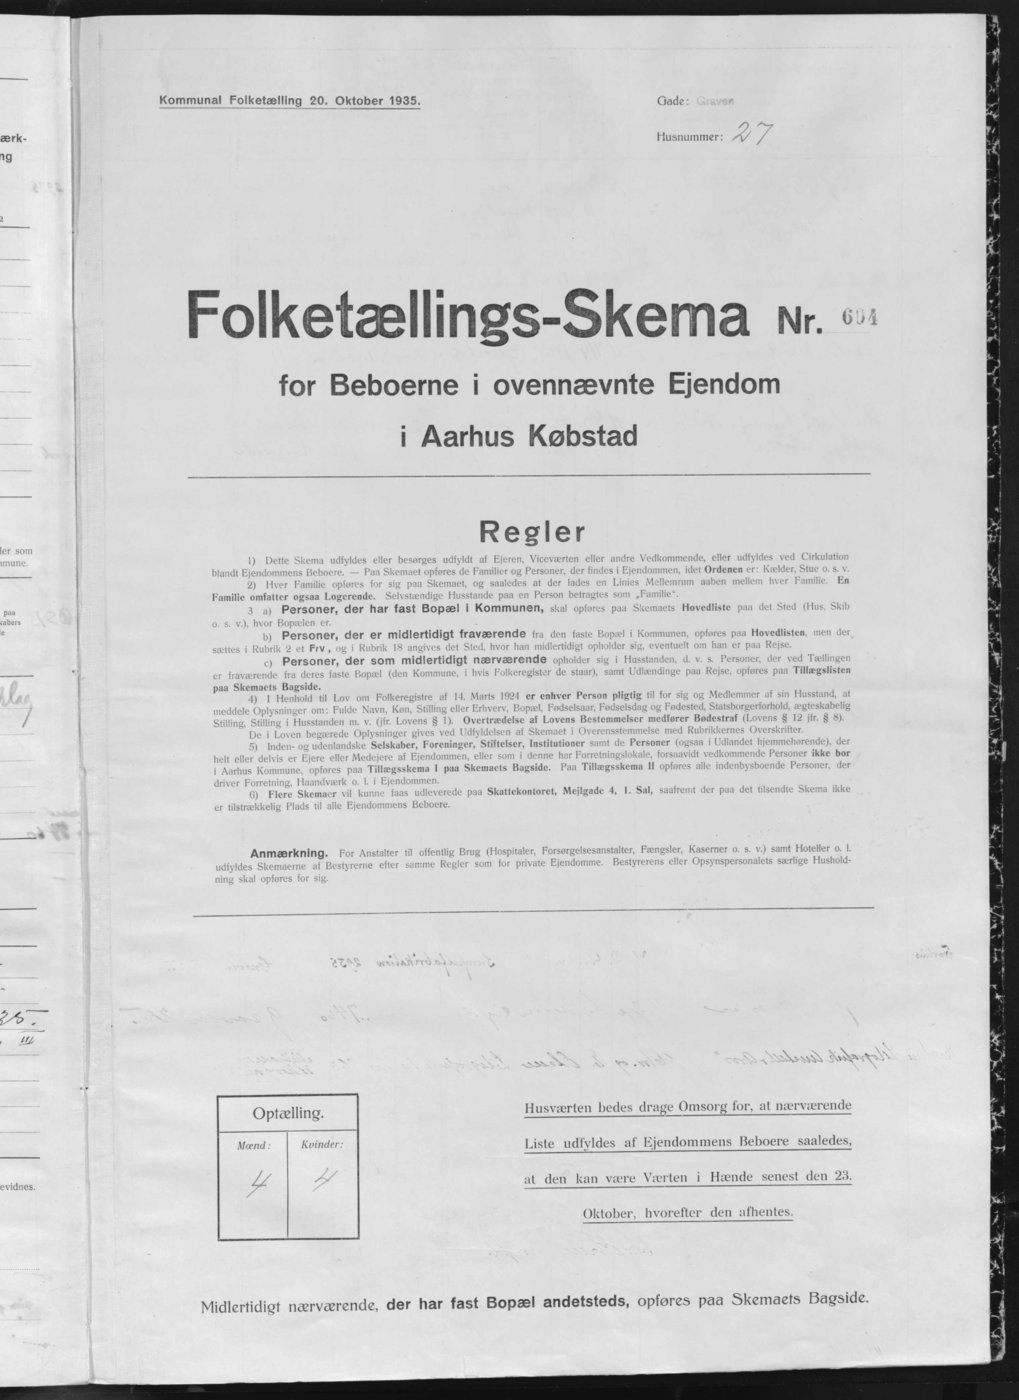 Kommunal Folketælling 20. Oktober 1935.
Gade: Graven
Husnummer: 27
Folketællings-Skema Nr. 694
for Beboerne i ovennævnte Ejendom
i Aarhus Købstad
Regler
1) Dette Skema udfyldes eller besørges udfyldt af Ejeren, Viceværten eller andre Vedkommende, eller udfyldes ved Cirkulation
blandt Ejendommens Beboere. — Paa Skemaet opføres de Familier og Personer, der findes i Ejendommen, idet Ordenen er: Kælder, Stue o. s. v.
2) Hver Familie opføres for sig paa Skemaet, og saaledes at der lades en Linies Mellemrum aaben mellem hver Familie. En
Familie omfatter ogsaa Logerende. Selvstændige Husstande paa en Person betragtes som „Familie“.
3 a) Personer, der har fast Bopæl i Kommunen, skal opføres paa Skemaets Hovedliste paa det Sted (Hus, Skib
o. s. v.), hvor Bopælen er.
b) Personer, der er midlertidigt fraværende fra den faste Bopæl i Kommunen, opføres paa Hovedlisten, men der
sættes i Rubrik 2 et Frv., og i Rubrik 18 angives det Sted, hvor han midlertidigt opholder sig, eventuelt om han er paa Rejse.
c) Personer, der som midlertidigt nærværende opholder sig i Husstanden, d. v. s. Personer, der ved Tællingen
er fraværende fra deres faste Bopæl (den Kommune, i hvis Folkeregister de staar), samt Udlændinge paa Rejse, opføres paa Tillægslisten
paa Skemaets Bagside.
4) I Henhold til Lov om Folkeregistre af 14. Marts 1924 er enhver Person pligtig til for sig og Medlemmer af sin Husstand, at
meddele Oplysninger om: Fulde Navn, Køn, Stilling eller Erhverv, Bopæl, Fødselsaar, Fødselsdag og Fødested, Statsborgerforhold, ægteskabelig
Stilling, Stilling i Husstanden m. v. (jfr. Lovens § 1). Overtrædelse af Lovens Bestemmelser medfører Bødestraf (Lovens § 12 jfr. § 8).
De i Loven begærede Oplysninger gives ved Udfyldelsen af Skemaet i Overensstemmelse med Rubrikkernes Overskrifter.
5) Inden- og udenlandske Selskaber, Foreninger, Stiftelser, Institutioner samt de Personer (ogsaa i Udlandet hjemmehørende), der
helt eller delvis er Ejere eller Medejere af Ejendommen, eller som i denne har Forretningslokale, forsaavidt vedkommende Personer ikke bor
i Aarhus Kommune, opføres paa Tillægsskema I paa Skemaets Bagside. Paa Tillægsskema II opføres alle indenbysboende Personer, der
driver Forretning, Haandværk o. l. i Ejendommen.
6) Flere Skemaer vil kunne faas udleverede paa Skattekontoret, Mejlgade 4, 1. Sal, saafremt der paa det tilsendte Skema ikke
er tilstrækkelig Plads til alle Ejendommens Beboere.
Anmærkning. For Anstalter til offentlig Brug (Hospitaler, Forsørgelsesanstalter, Fængsler, Kaserner o. s. v.) samt Hoteller o. l.
udfyldes Skemaerne af Bestyrerne efter samme Regler som for private Ejendomme. Bestyrerens eller Opsynspersonalets særlige Hushold-
ning skal opføres for sig.
Optælling.
Mænd: Kvinder:
4 4
Husværten bedes drage Omsorg for, at nærværende
Liste udfyldes af Ejendommens Beboere saaledes,
at den kan være Værten i Hænde senest den 23.
Oktober, hvorefter den afhentes.
Midlertidigt nærværende, der har fast Bopæl andetsteds, opføres paa Skemaets Bagside.